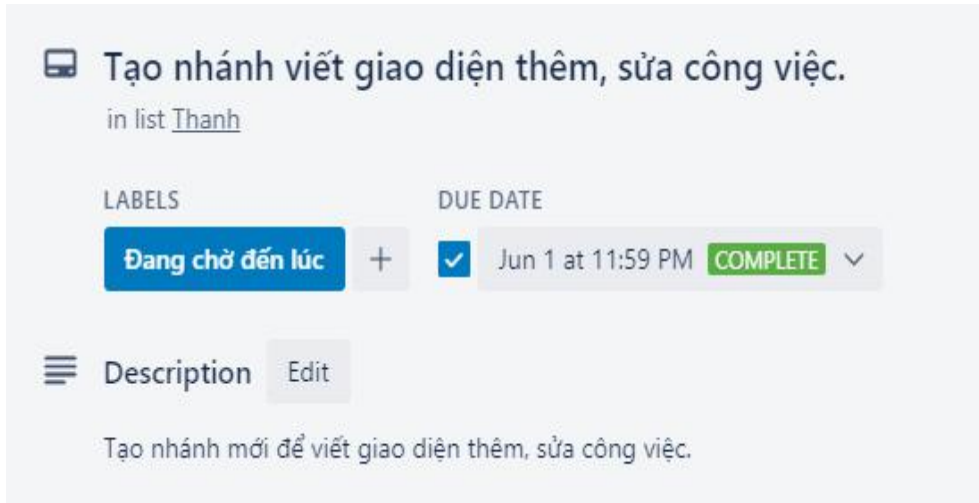 Tạo nhánh viết giao diện thêm, sửa công việc.
in list Thanh
LABELS
DUE DATE
Đang chờ đến lúc
+
Jun 1 at 11:59 PM COMPLETE
Description Edit
Tạo nhánh mới để viết giao diện thêm, sửa công việc.